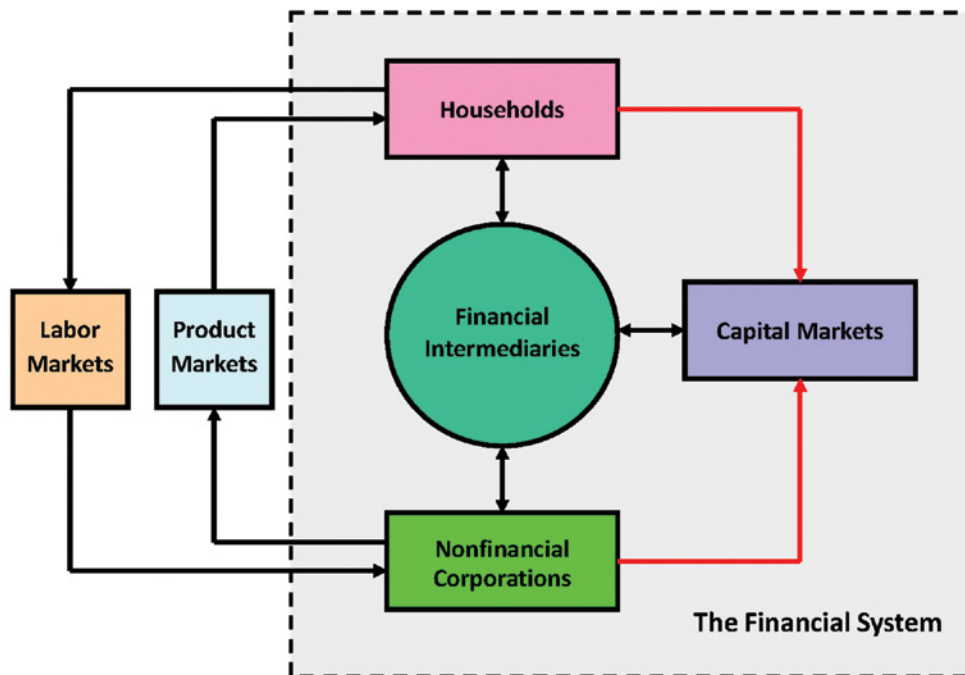 Households
Labor
Markets
Product
Markets
Financial
Intermediaries
Capital Markets
Nonfinancial
Corporations
The Financial System